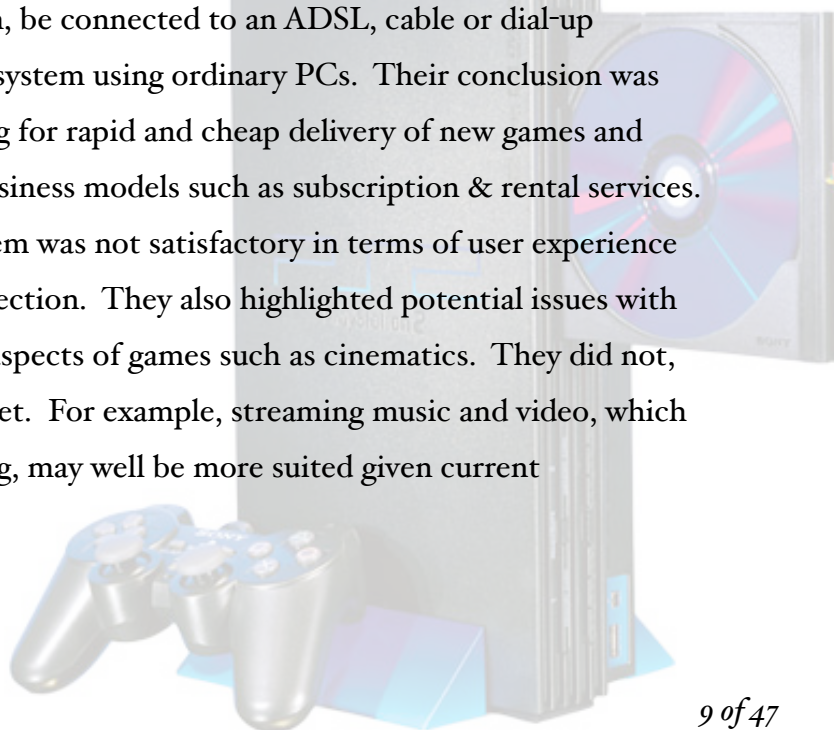 , be connected to an ADSL, cable or dial-up
system using ordinary PCs. Their conclusion was
g for rapid and cheap delivery of new games and
siness models such as subscription & rental services.
em was not satisfactory in terms of user experience
ection. They also highlighted potential issues with
aspects of games such as cinematics. They did not,
et. For example, streaming music and video, which
g, may well be more suited given current
SONY
9 of 47